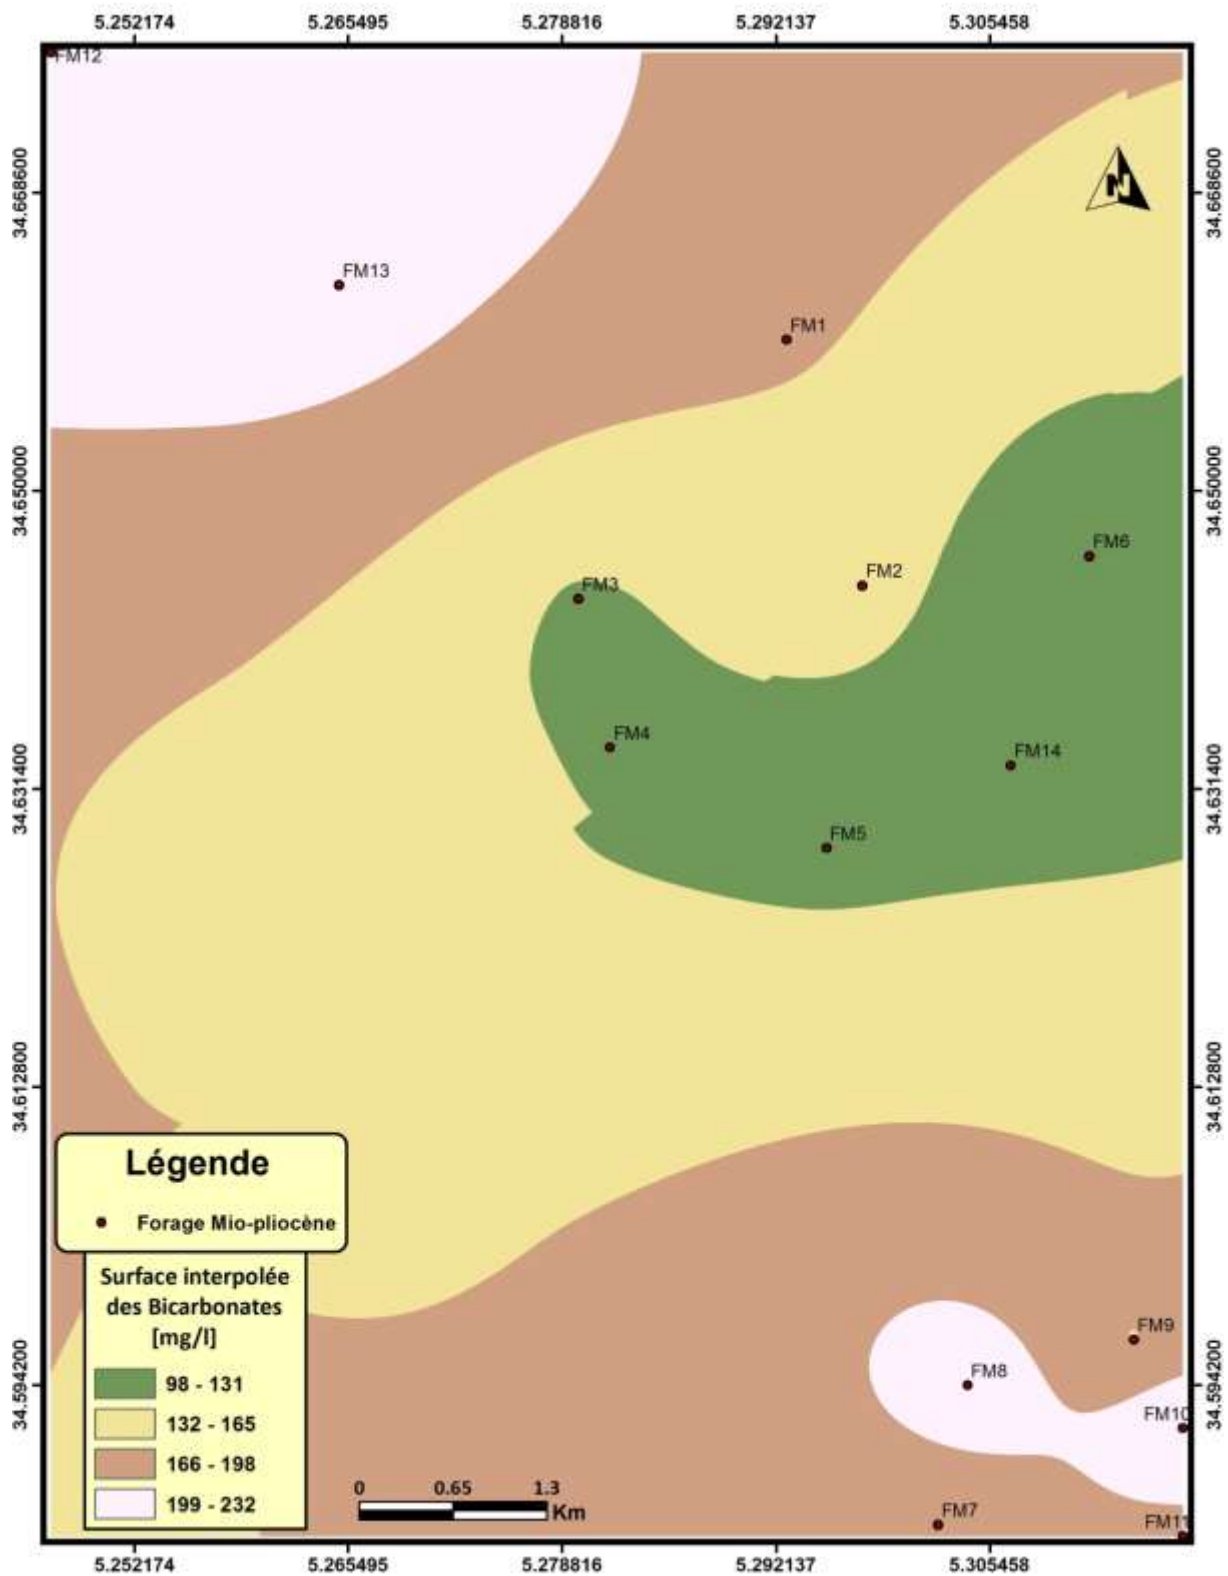 5.252174 5.265495 5.278816 5.292137 5.305458
FM12
34.668600 34.668600
N
FM13
FM1
34.650000 34.650000
FM6
FM2
FM3
FM4
FM14
34.631400 34.631400
FM5
34.612800 34.612800
Légende
Forage Mio-pliocène
Surface interpolée
des Bicarbonates
[mg/l]
98 - 131
132 - 165
166 - 198
199 - 232
FM9
FM8
34.594200 34.594200
FM10
0 0.65 1.3
Km
FM7
FM11
5.252174 5.265495 5.278816 5.292137 5.305458